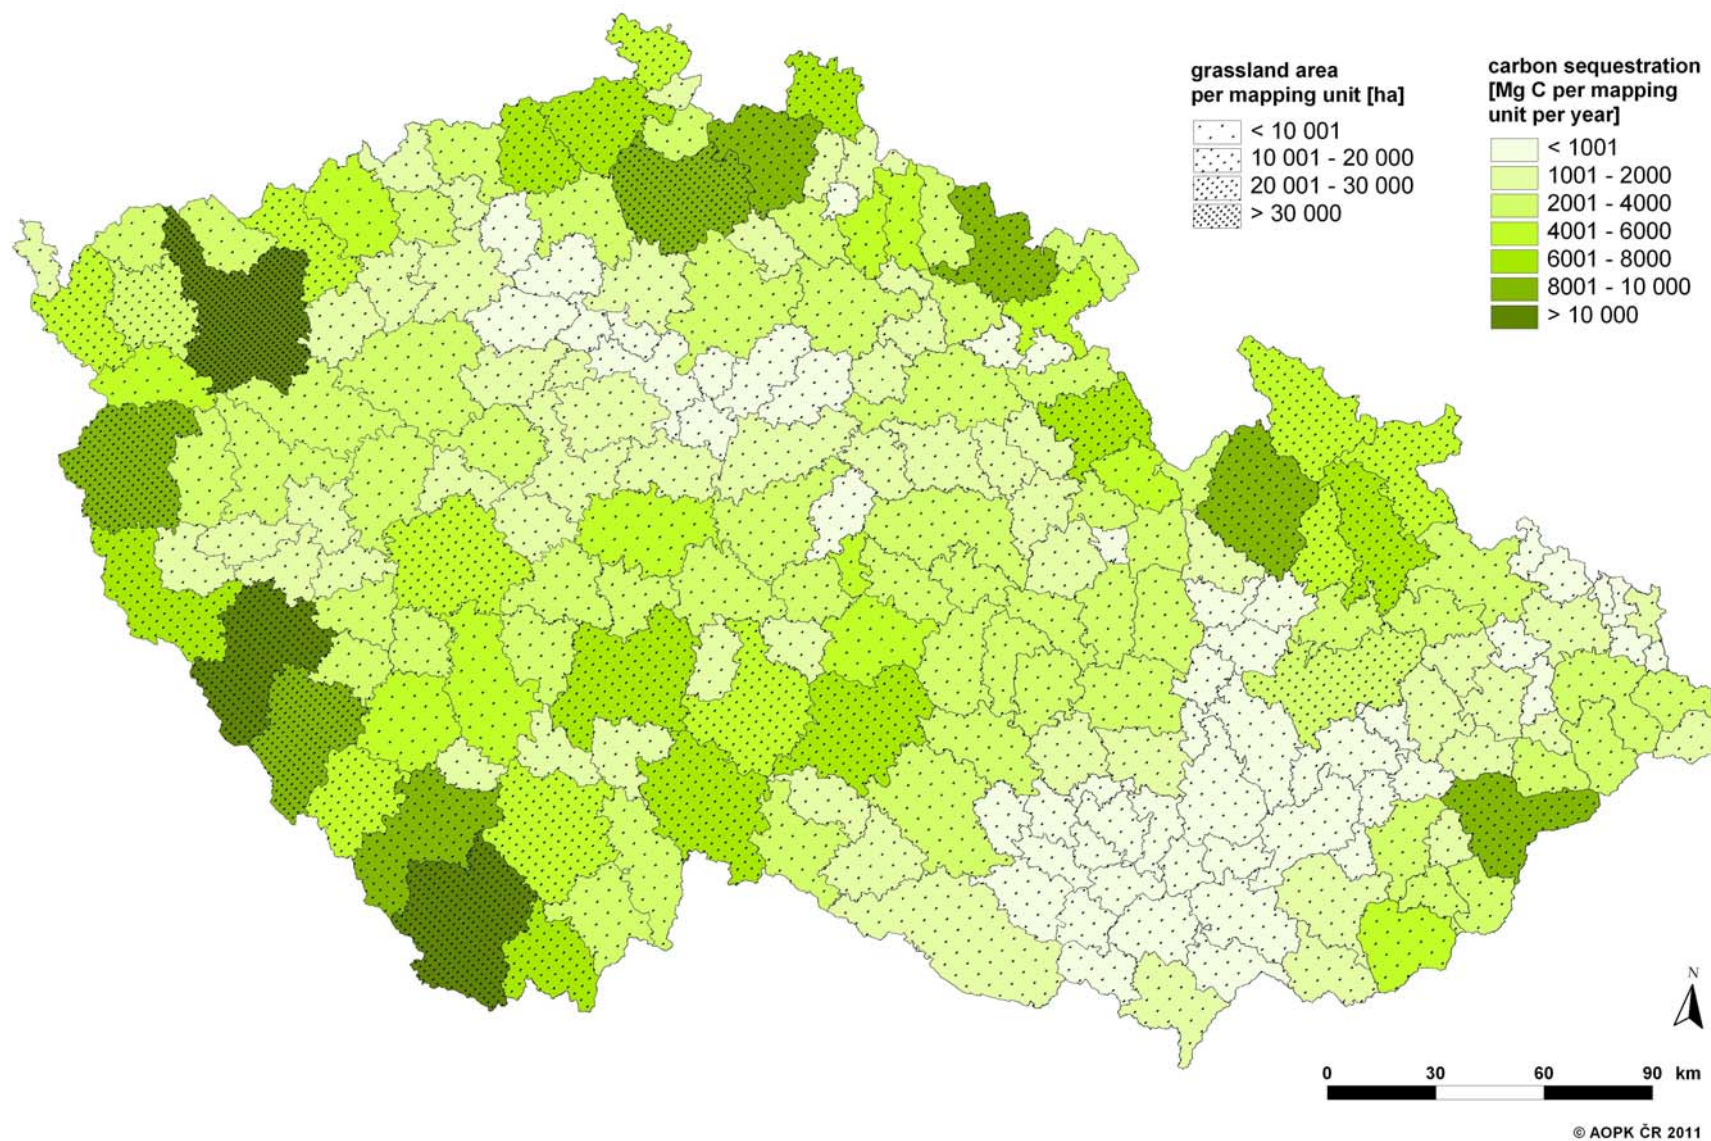 grassland area
per mapping unit [ha]
< 10 001
10 001 - 20 000
20 001 - 30 000
> 30 000
carbon sequestration
[Mg C per mapping
unit per year]
< 1001
1001 - 2000
2001 - 4000
4001 - 6000
6001 - 8000
8001 - 10 000
> 10 000
N
0 30 60 90 km
© AOPK ČR 2011